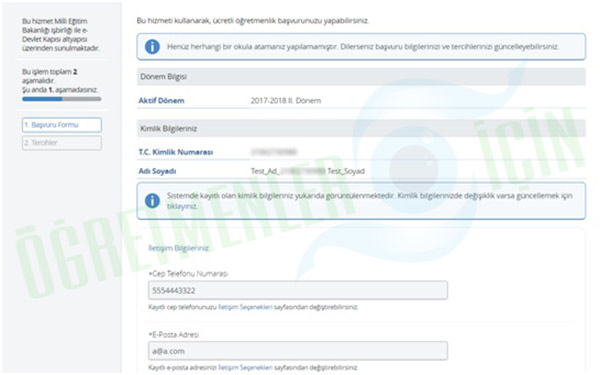 Bu hizmet Milli Eğitim
Bakanlığı işbirliği ile e-
Devlet Kapısı altyapısı
üzerinden sunulmaktadır.
Bu işlem toplam 2
aşamalıdır.
Şu anda 1. aşamadasınız.
1. Başvuru Formu
2. Tercihler
Bu hizmeti kullanarak, ücretli öğretmenlik başvurunuzu yapabilirsiniz.
Henüz herhangi bir okula atamanız yapılamamıştır. Dilerseniz başvuru bilgilerinizi ve tercihlerinizi güncelleyebilirsiniz.
Dönem Bilgisi
Aktif Dönem 2017-2018 II. Dönem
Kimlik Bilgileriniz
T.C. Kimlik Numarası
Adı Soyadı Test_Ad_ Test_Soyad
Sistemde kayıtlı olan kimlik bilgileriniz yukarıda görüntülenmektedir. Kimlik bilgilerinizde değişiklik varsa güncellemek için
tıklayınız.
İletişim Bilgileriniz
*Cep Telefonu Numarası
5554443322
Kayıtlı cep telefonunuzu İletişim Seçenekleri sayfasından değiştirebilirsiniz.
*E-Posta Adresi
a@a.com
Kayıtlı e-posta adresinizi İletişim Seçenekleri sayfasından değiştirebilirsiniz.
ÖĞRETMENLER İÇİN